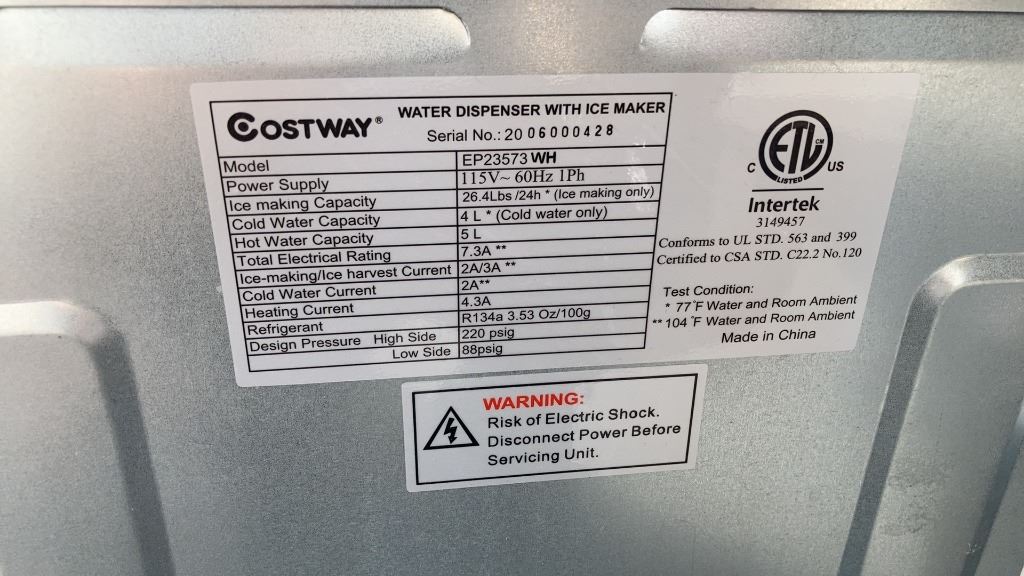 COSTWAY® WATER DISPENSER WITH ICE MAKER
Serial No.: 20 06000428
Model EP23573 WH
Power Supply 115V~ 60Hz 1Ph
Ice making Capacity 26.4Lbs /24h * (Ice making only)
Cold Water Capacity 4 L * (Cold water only)
Hot Water Capacity 5 L
Total Electrical Rating 7.3A **
Ice-making/Ice harvest Current 2A/3A **
Cold Water Current 2A**
Heating Current 4.3A
Refrigerant R134a 3.53 Oz/100g
Design Pressure High Side 220 psig
Low Side 88psig
C ETL CM US
LISTED
Intertek
3149457
Conforms to UL STD. 563 and 399
Certified to CSA STD. C22.2 No.120
Test Condition:
* 77°F Water and Room Ambient
** 104 °F Water and Room Ambient
Made in China
WARNING:
Risk of Electric Shock.
Disconnect Power Before
Servicing Unit.